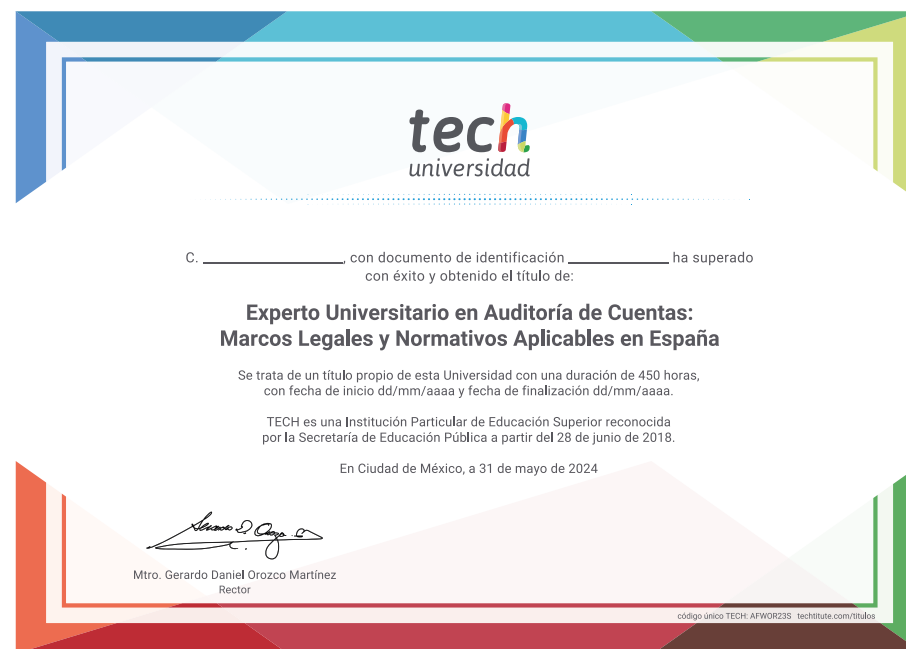 tech
universidad
C. ____________, con documento de identificación ____________ ha superado
con éxito y obtenido el título de:
Experto Universitario en Auditoría de Cuentas:
Marcos Legales y Normativos Aplicables en España
Se trata de un título propio de esta Universidad con una duración de 450 horas,
con fecha de inicio dd/mm/aaaa y fecha de finalización dd/mm/aaaa.
TECH es una Institución Particular de Educación Superior reconocida
por la Secretaría de Educación Pública a partir del 28 de junio de 2018.
En Ciudad de México, a 31 de mayo de 2024
Mtro. Gerardo Daniel Orozco Martínez
Rector
código único TECH: AFWOR23S techtitute.com/titulos